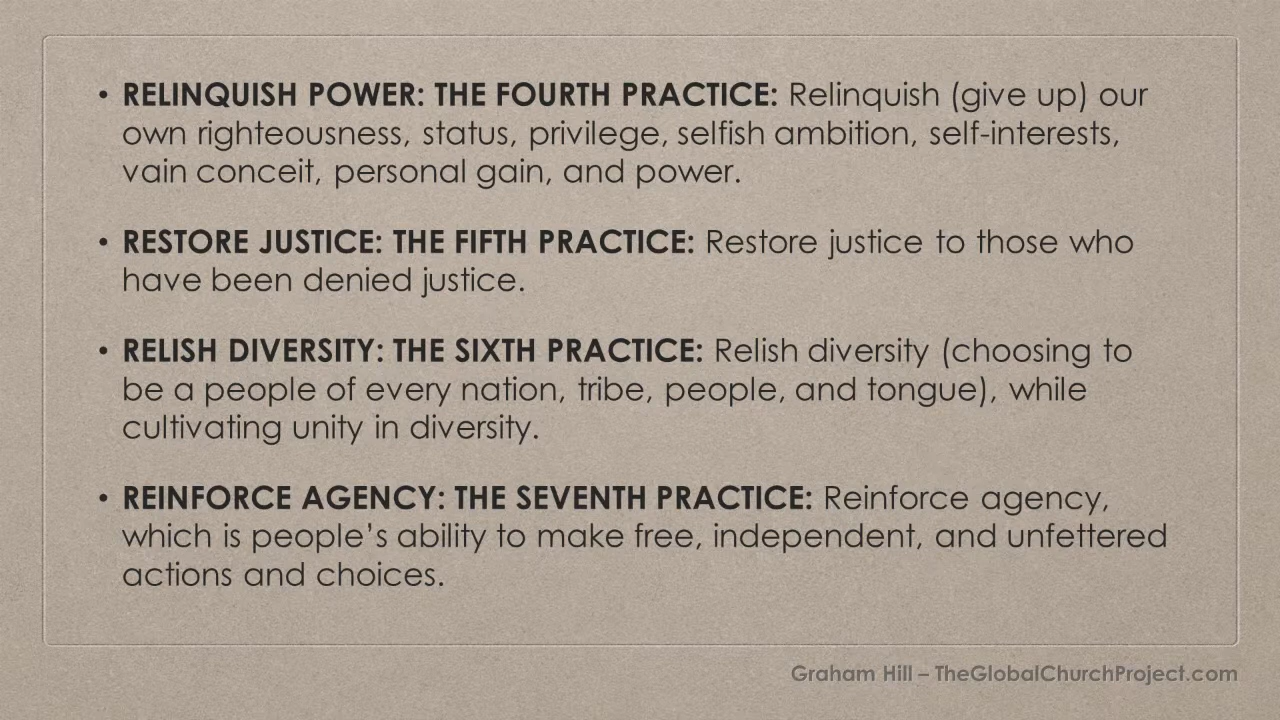 • RELINQUISH POWER: THE FOURTH PRACTICE: Relinquish (give up) our
own righteousness, status, privilege, selfish ambition, self-interests,
vain conceit, personal gain, and power.
• RESTORE JUSTICE: THE FIFTH PRACTICE: Restore justice to those who
have been denied justice.
• RELISH DIVERSITY: THE SIXTH PRACTICE: Relish diversity (choosing to
be a people of every nation, tribe, people, and tongue), while
cultivating unity in diversity.
• REINFORCE AGENCY: THE SEVENTH PRACTICE: Reinforce agency,
which is people’s ability to make free, independent, and unfettered
actions and choices.
Graham Hill – TheGlobalChurchProject.com